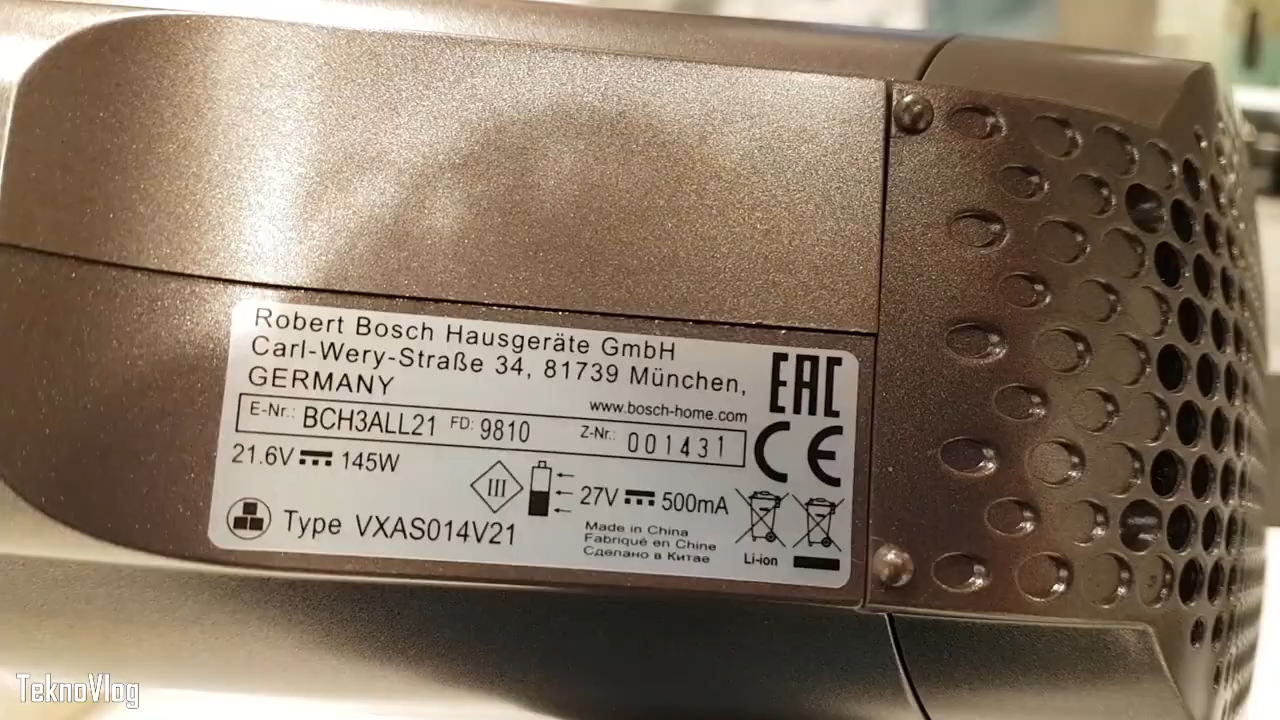 Robert Bosch Hausgeräte GmbH
Carl-Wery-Straße 34, 81739 München,
GERMANY
www.bosch-home.com
E-Nr.: BCH3ALL21 FD: 9810 Z-Nr.: 001431
21.6V 145W
III
27V 500mA
Type VXAS014V21
Made in China
Fabriqué en Chine
Сделано в Китае
Li-ion
EAC
CE
TeknoVlog